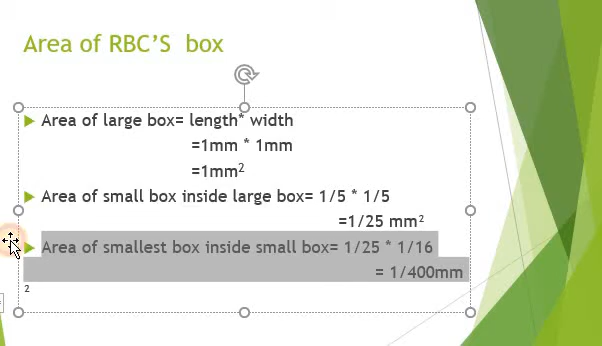 Area of RBC’S  box
Area of large box= length* width
=1mm * 1mm
=1mm²
Area of small box inside large box= 1/5 * 1/5
=1/25 mm²
Area of smallest box inside small box= 1/25 * 1/16
= 1/400mm
2